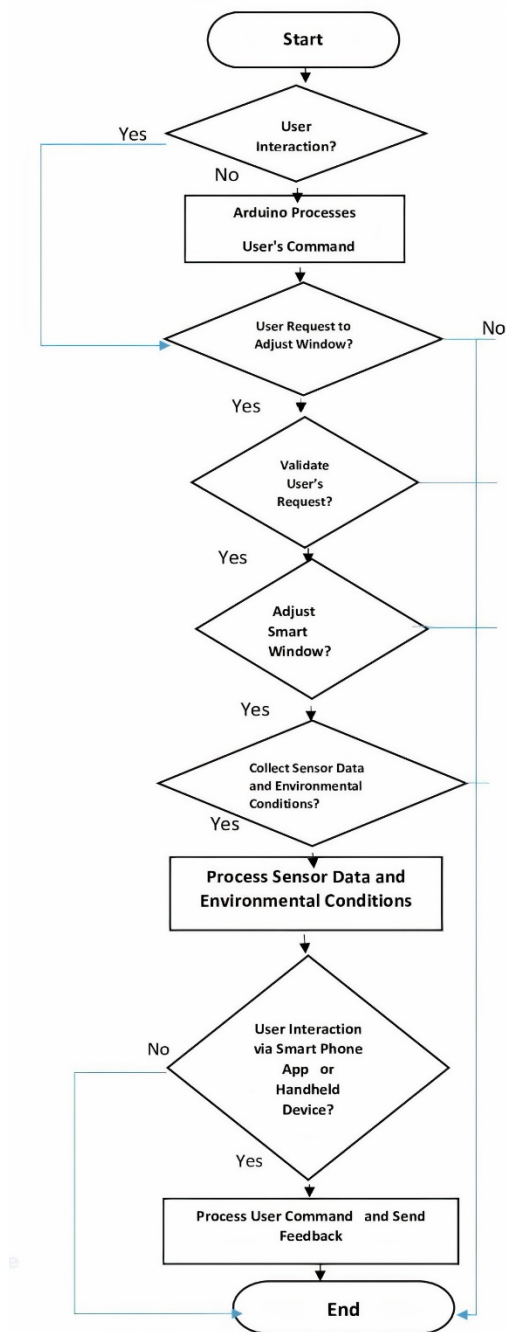 Start
Yes
User
Interaction?
No
Arduino Processes
User's Command
User Request to
Adjust Window?
No
Yes
Validate
User's
Request?
Yes
Adjust
Smart
Window?
Yes
Collect Sensor Data
and Environmental
Conditions?
Yes
Process Sensor Data and
Environmental Conditions
No
User Interaction
via Smart Phone
App or
Handheld
Device?
Yes
Process User Command and Send
Feedback
End